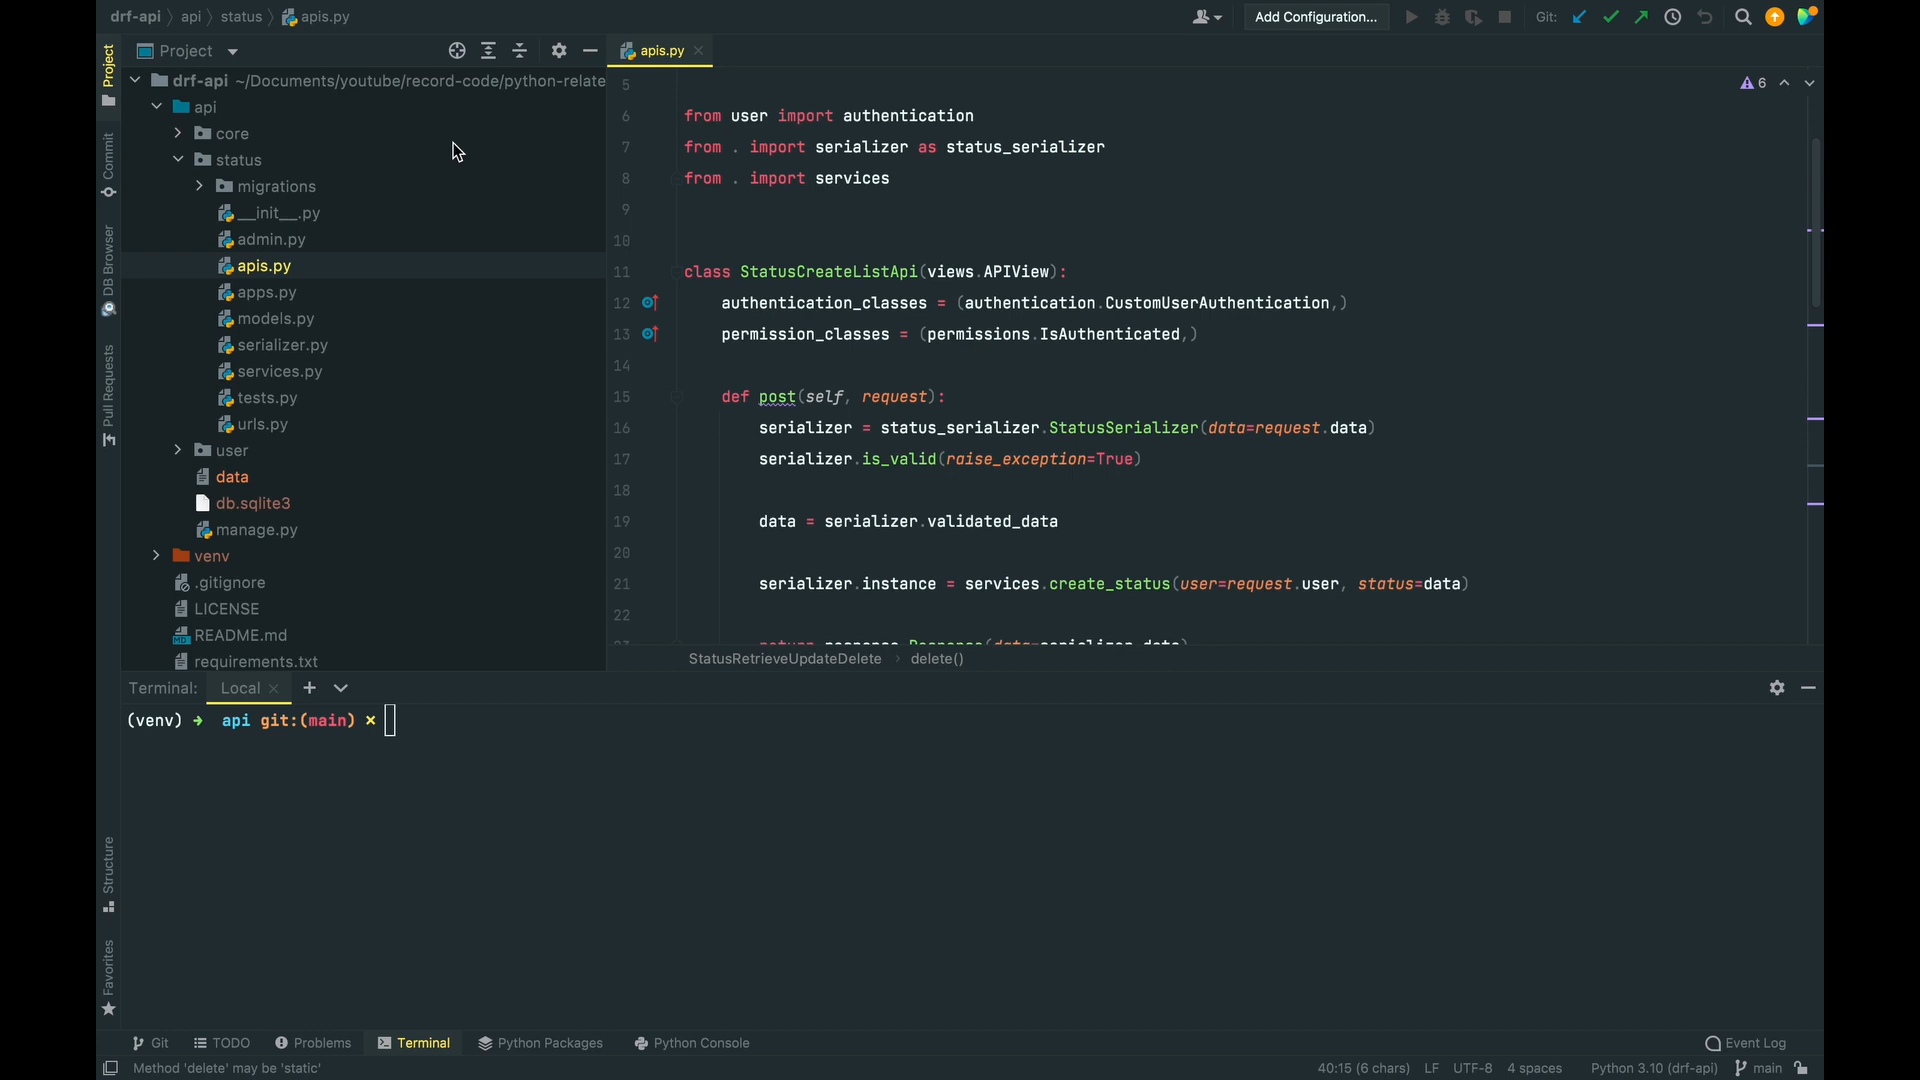 drf-api
api
status
apis.py
Add Configuration...
Git:
Project
apis.py
Project
Commit
DB Browser
Pull Requests
Structure
Favorites
drf-api ~/Documents/youtube/record-code/python-relate
api
core
status
migrations
__init__.py
admin.py
apis.py
apps.py
models.py
serializer.py
services.py
tests.py
urls.py
user
data
db.sqlite3
manage.py
venv
.gitignore
LICENSE
README.md
requirements.txt
6
5
6 from user import authentication
7 from . import serializer as status_serializer
8 from . import services
9
10
11 class StatusCreateListApi(views.APIView):
12 authentication_classes = (authentication.CustomUserAuthentication,)
13 permission_classes = (permissions.IsAuthenticated,)
14
15 def post(self, request):
16 serializer = status_serializer.StatusSerializer(data=request.data)
17 serializer.is_valid(raise_exception=True)
18
19 data = serializer.validated_data
20
21 serializer.instance = services.create_status(user=request.user, status=data)
22
23 return response.Response(data=serializer.data)
StatusRetrieveUpdateDelete
delete()
Terminal:
Local
(venv) ➜ api git:(main) ×
Git
TODO
Problems
Terminal
Python Packages
Python Console
Event Log
Method 'delete' may be 'static'
40:15 (6 chars)
LF
UTF-8
4 spaces
Python 3.10 (drf-api)
main